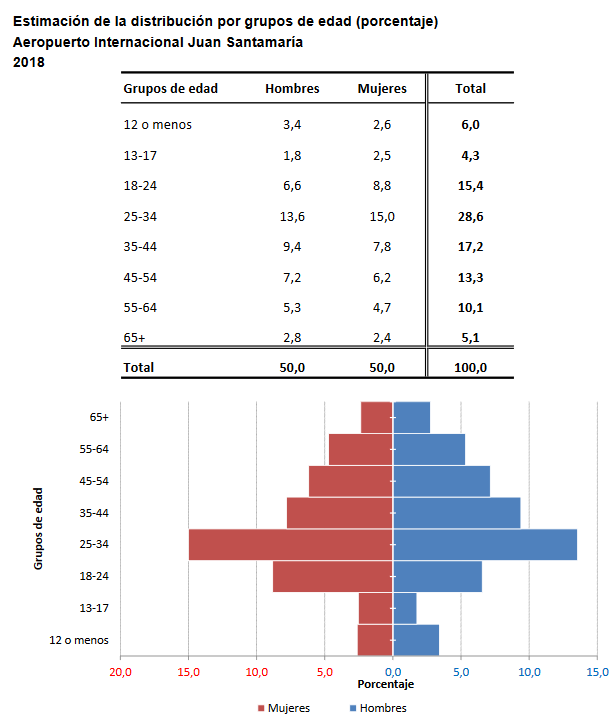 Estimación de la distribución por grupos de edad (porcentaje)
Aeropuerto Internacional Juan Santamaría
2018
Grupos de edad Hombres Mujeres Total
12 o menos 3,4 2,6 6,0
13-17 1,8 2,5 4,3
18-24 6,6 8,8 15,4
25-34 13,6 15,0 28,6
35-44 9,4 7,8 17,2
45-54 7,2 6,2 13,3
55-64 5,3 4,7 10,1
65+ 2,8 2,4 5,1
Total 50,0 50,0 100,0
Grupos de edad
65+
55-64
45-54
35-44
25-34
18-24
13-17
12 o menos
20,0 15,0 10,0 5,0 0,0 5,0 10,0 15,0
Porcentaje
Mujeres Hombres